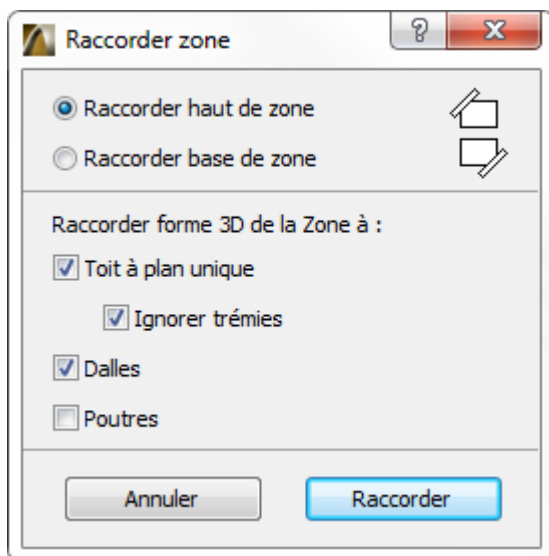 Raccorder zone
Raccorder haut de zone
Raccorder base de zone
Raccorder forme 3D de la Zone à :
Toit à plan unique
Ignorer trémies
Dalles
Poutres
Annuler
Raccorder